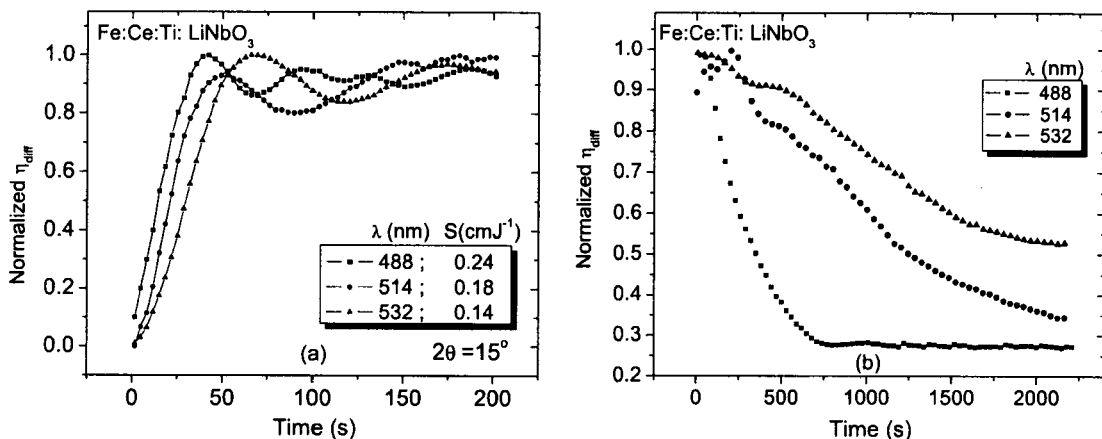 Fe:Ce:Ti: LiNbO₃
Normalized η_diff
1.0
0.8
0.6
0.4
0.2
0.0
λ (nm) S(cmJ⁻¹)
488 ; 0.24
514 ; 0.18
532 ; 0.14
(a) 2θ =15°
0 50 100 150 200
Time (s)
Fe:Ce:Ti: LiNbO₃
Normalized η_diff
1.0
0.9
0.8
0.7
0.6
0.5
0.4
0.3
0.2
λ (nm)
488
514
532
(b)
0 500 1000 1500 2000
Time (s)